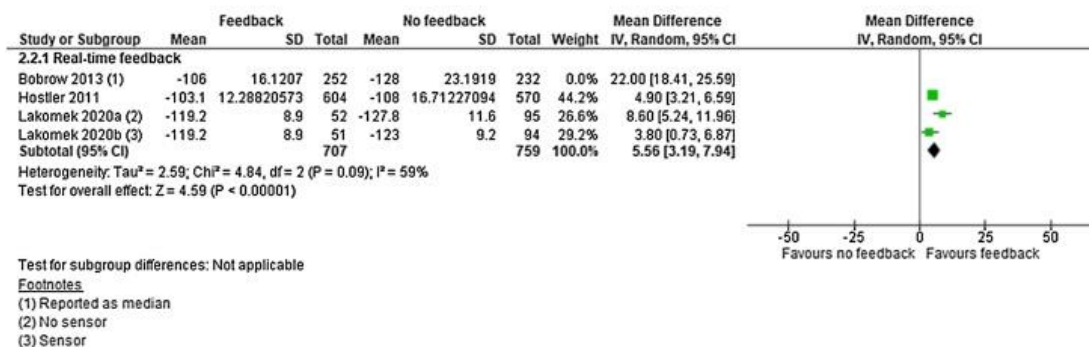 Feedback No feedback Mean Difference Mean Difference
Study or Subgroup Mean SD Total Mean SD Total Weight IV, Random, 95% CI IV, Random, 95% CI
2.2.1 Real-time feedback
Bobrow 2013 (1) -106 16.1207 252 -128 23.1919 232 0.0% 22.00 [18.41, 25.59]
Hostler 2011 -103.1 12.28820573 604 -108 16.71227094 570 44.2% 4.90 [3.21, 6.59]
Lakomek 2020a (2) -119.2 8.9 52 -127.8 11.6 95 26.6% 8.60 [5.24, 11.96]
Lakomek 2020b (3) -119.2 8.9 51 -123 9.2 94 29.2% 3.80 [0.73, 6.87]
Subtotal (95% CI) 707 759 100.0% 5.56 [3.19, 7.94]
Heterogeneity: Tau² = 2.59; Chi² = 4.84, df = 2 (P = 0.09); I² = 59%
Test for overall effect: Z = 4.59 (P < 0.00001)
-50 -25 0 25 50
Favours no feedback Favours feedback
Test for subgroup differences: Not applicable
Footnotes
(1) Reported as median
(2) No sensor
(3) Sensor